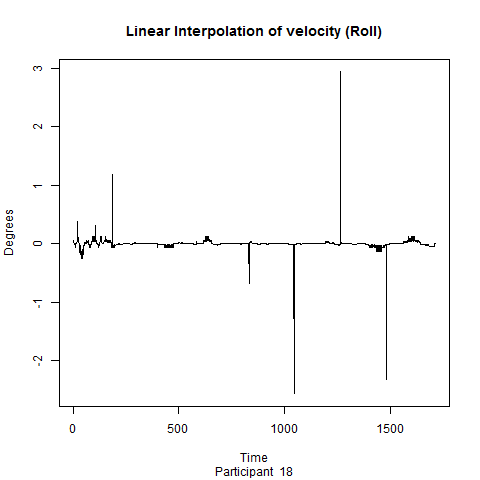 Linear Interpolation of velocity (Roll)
3
2
1
0
-1
-2
Degrees
0 500 1000 1500
Time
Participant 18